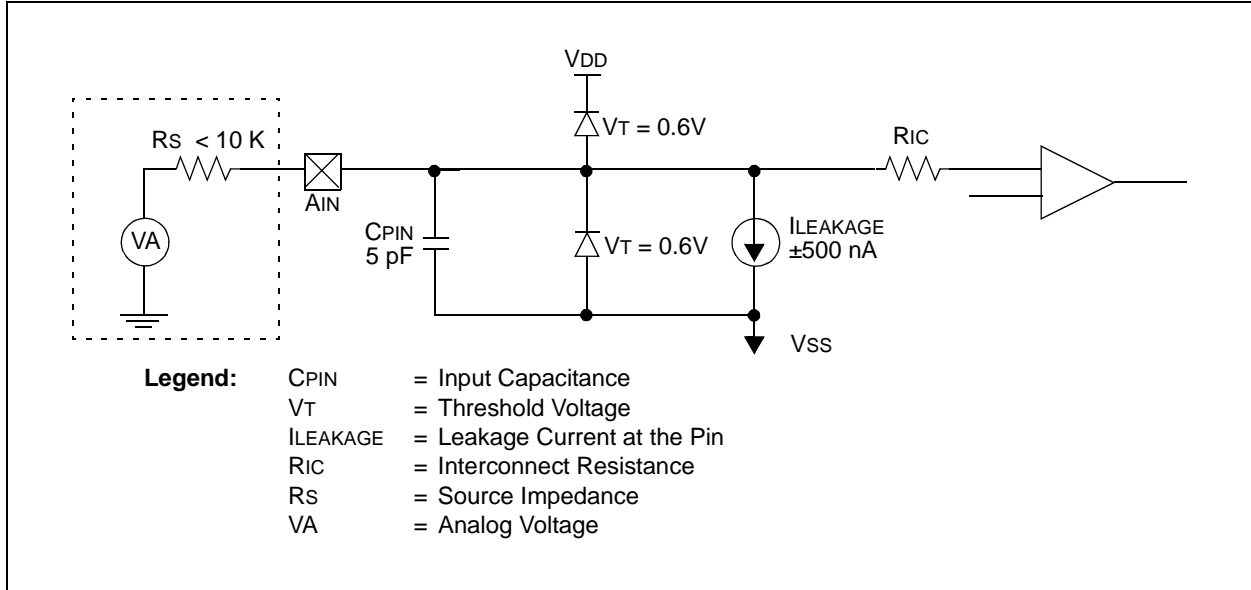 VDD
RS < 10 K
VT = 0.6V
RIC
AIN
VA
CPIN
5 pF
VT = 0.6V
ILEAKAGE
±500 nA
VSS
Legend:
CPIN = Input Capacitance
VT = Threshold Voltage
ILEAKAGE = Leakage Current at the Pin
RIC = Interconnect Resistance
RS = Source Impedance
VA = Analog Voltage